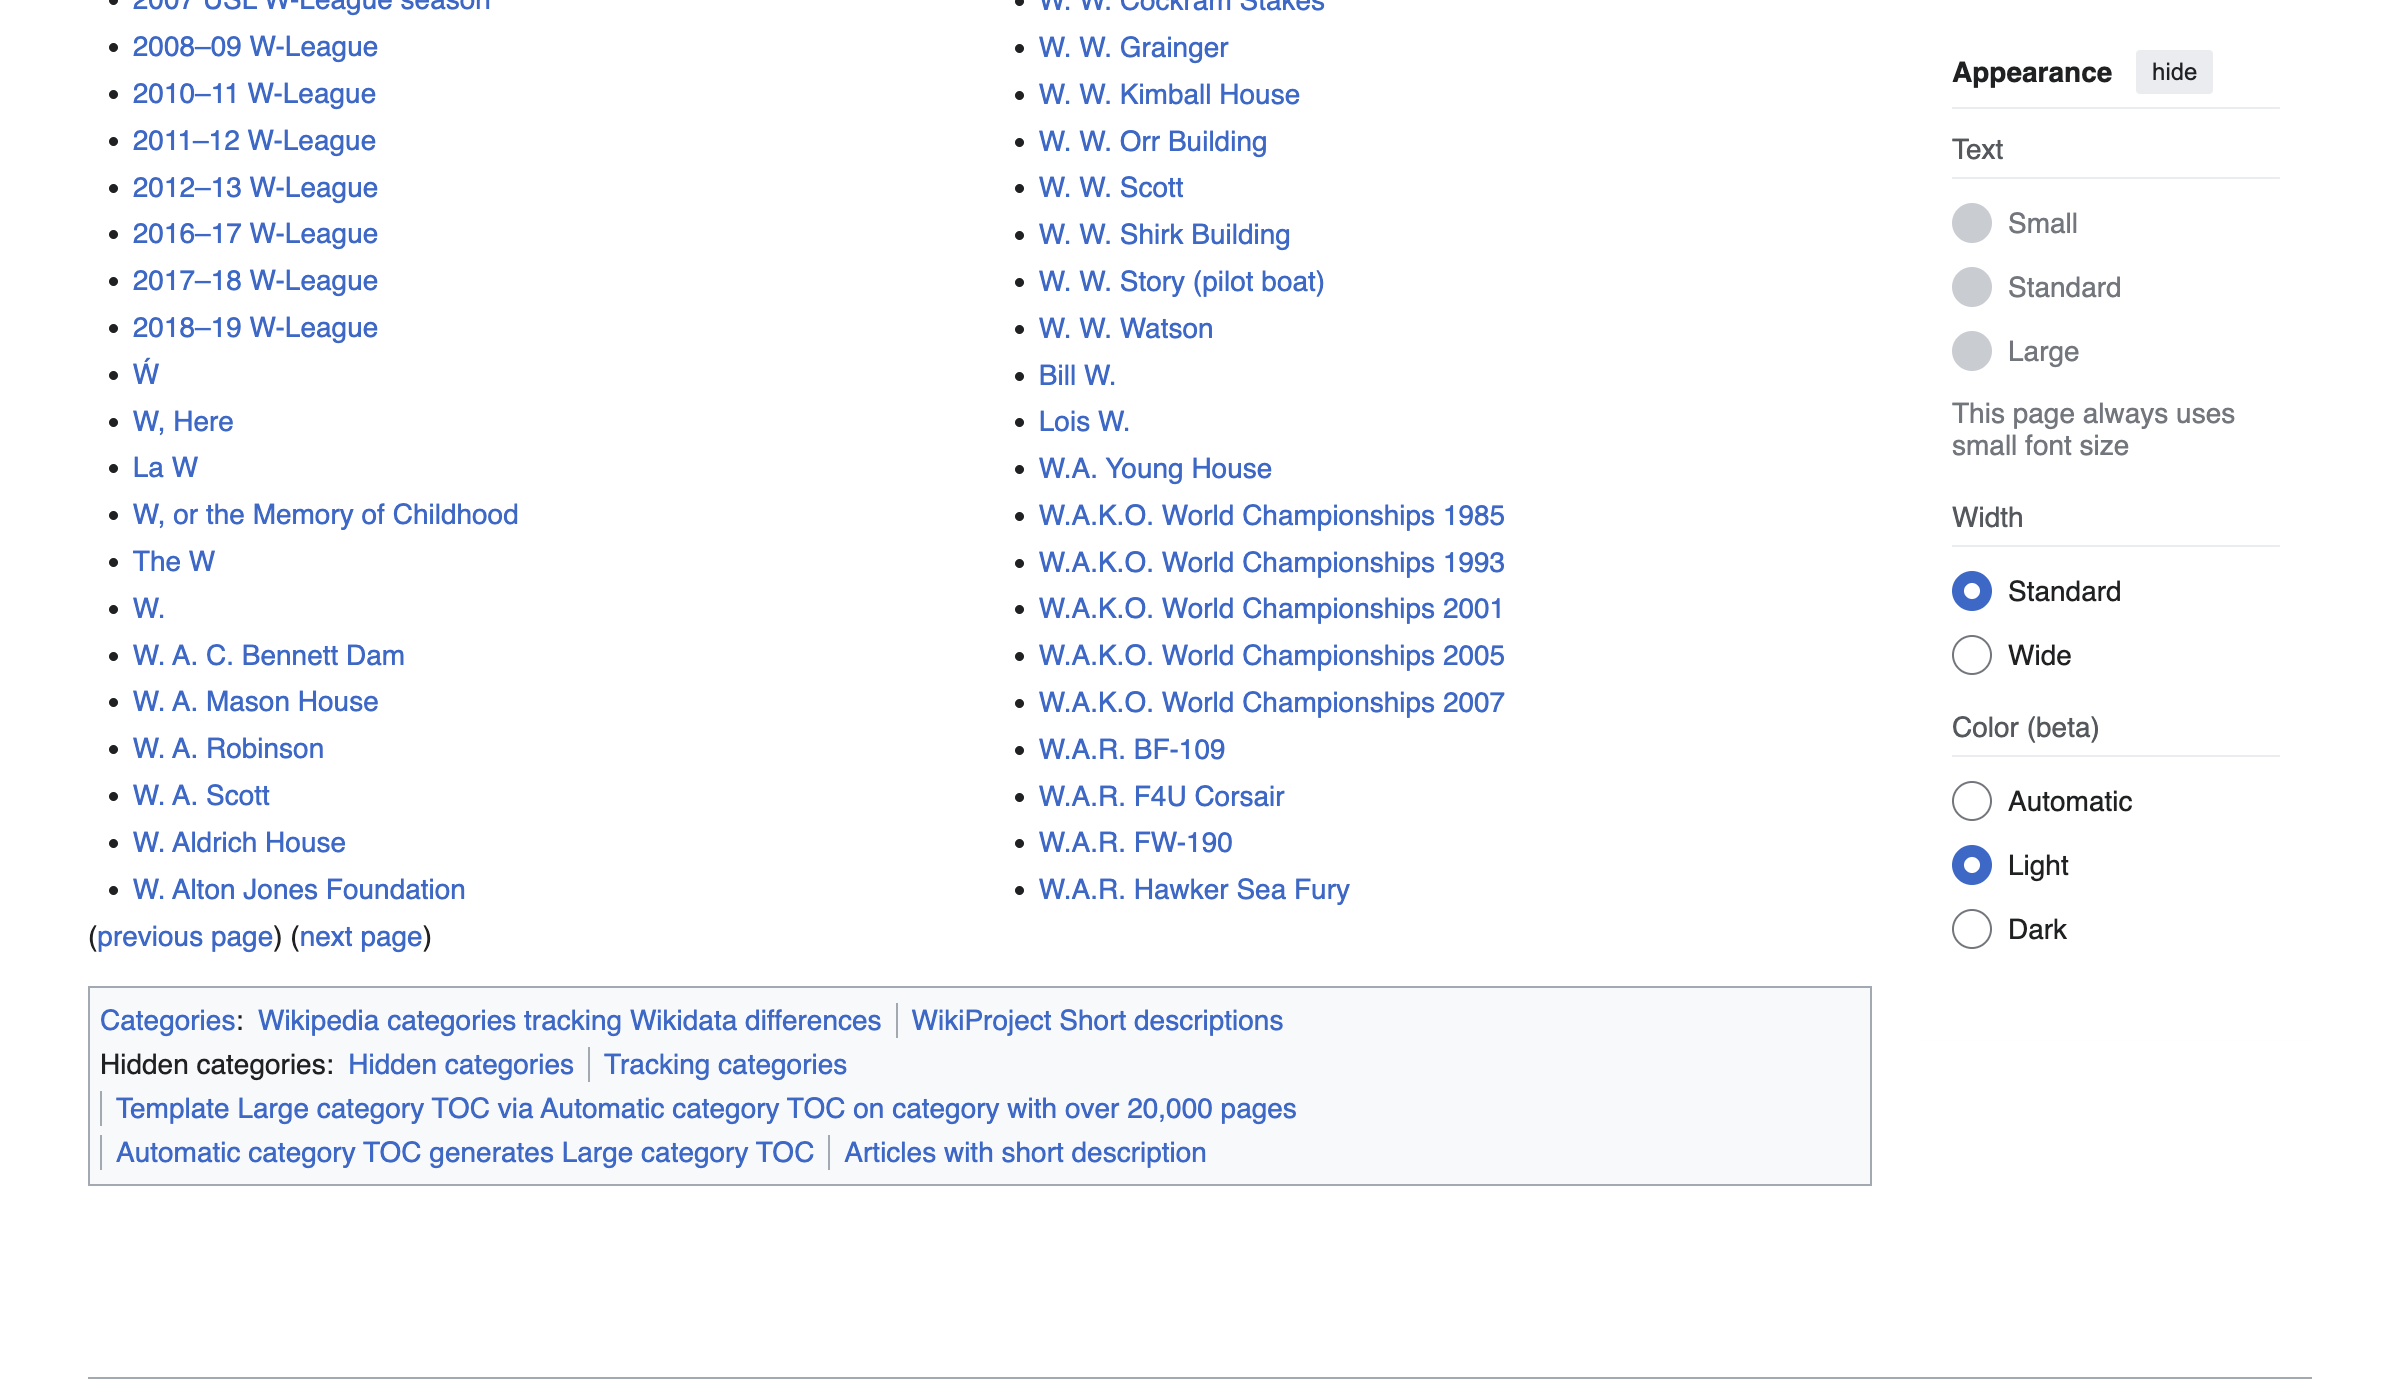 2007 USL W-League season
2008–09 W-League
2010–11 W-League
2011–12 W-League
2012–13 W-League
2016–17 W-League
2017–18 W-League
2018–19 W-League
Ẃ
W, Here
La W
W, or the Memory of Childhood
The W
W.
W. A. C. Bennett Dam
W. A. Mason House
W. A. Robinson
W. A. Scott
W. Aldrich House
W. Alton Jones Foundation
W. W. Cockram Stakes
W. W. Grainger
W. W. Kimball House
W. W. Orr Building
W. W. Scott
W. W. Shirk Building
W. W. Story (pilot boat)
W. W. Watson
Bill W.
Lois W.
W.A. Young House
W.A.K.O. World Championships 1985
W.A.K.O. World Championships 1993
W.A.K.O. World Championships 2001
W.A.K.O. World Championships 2005
W.A.K.O. World Championships 2007
W.A.R. BF-109
W.A.R. F4U Corsair
W.A.R. FW-190
W.A.R. Hawker Sea Fury
(previous page) (next page)
Categories: Wikipedia categories tracking Wikidata differences | WikiProject Short descriptions
Hidden categories: Hidden categories | Tracking categories
| Template Large category TOC via Automatic category TOC on category with over 20,000 pages
| Automatic category TOC generates Large category TOC | Articles with short description
Appearance hide
Text
Small
Standard
Large
This page always uses
small font size
Width
Standard
Wide
Color (beta)
Automatic
Light
Dark